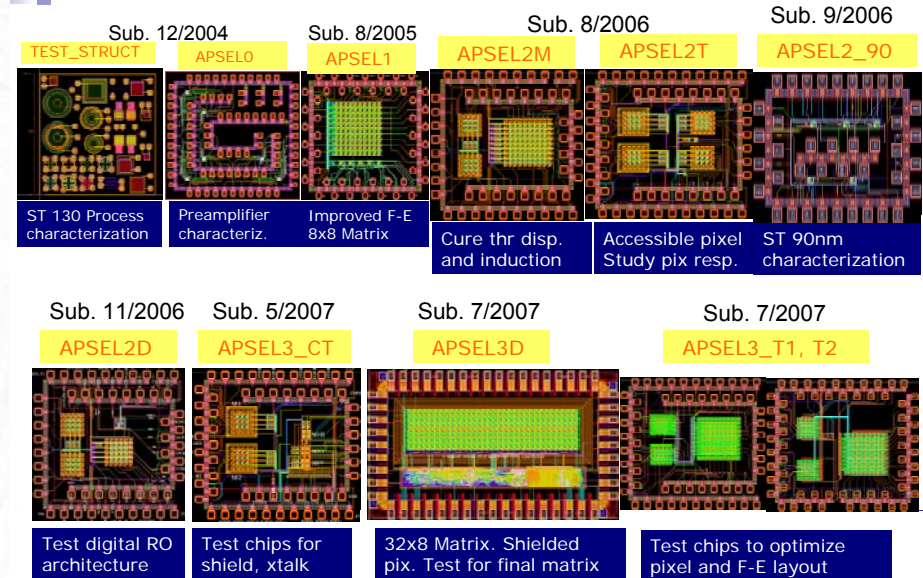 Sub. 12/2004
Sub. 8/2005
Sub. 8/2006
Sub. 9/2006
TEST_STRUCT
APSEL0
APSEL1
APSEL2M
APSEL2T
APSEL2_90
ST 130 Process
characterization
Preamplifier
characteriz.
Improved F-E
8x8 Matrix
Cure thr disp.
and induction
Accessible pixel
Study pix resp.
ST 90nm
characterization
Sub. 11/2006
Sub. 5/2007
Sub. 7/2007
Sub. 7/2007
APSEL2D
APSEL3_CT
APSEL3D
APSEL3_T1, T2
Test digital RO
architecture
Test chips for
shield, xtalk
32x8 Matrix. Shielded
pix. Test for final matrix
Test chips to optimize
pixel and F-E layout